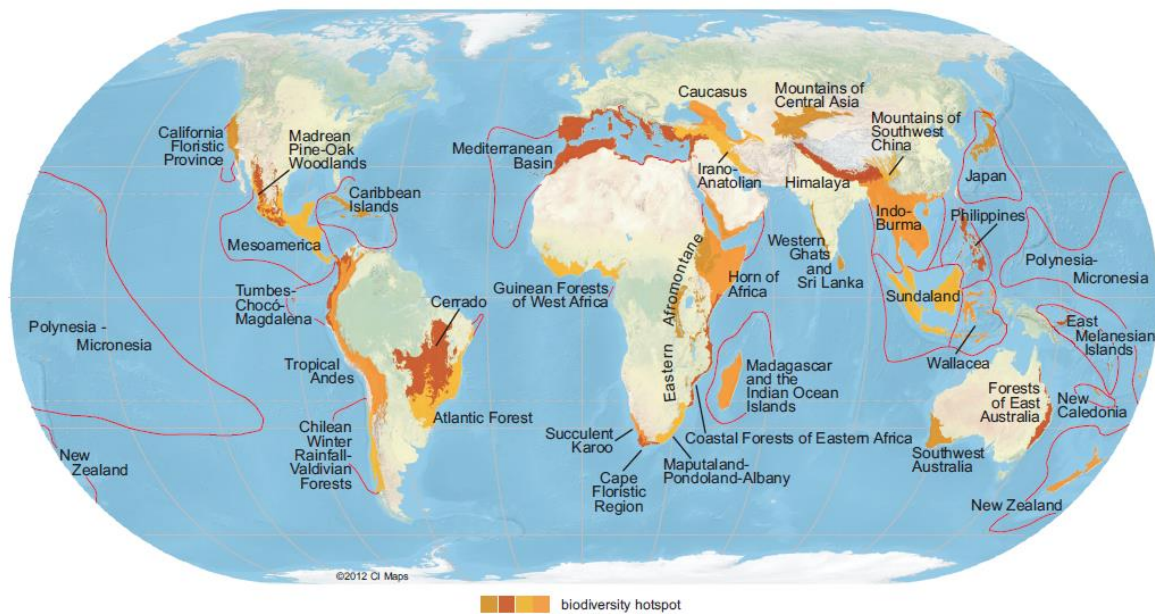 Caucasus
Mountains of
Central Asia
Mountains of
Southwest
China
California
Floristic
Province
Madrean
Pine-Oak
Woodlands
Mediterranean
Basin
Irano-
Anatolian
Himalaya
Japan
Caribbean
Islands
Indo-
Burma
Philippines
Mesoamerica
Western
Ghats
and
Sri Lanka
Polynesia-
Micronesia
Guinean Forests
of West Africa
Horn of
Africa
Eastern Afromontane
Sundaland
Tumbes-
Chocó-
Magdalena
Cerrado
Polynesia -
Micronesia
East
Melanesian
Islands
Wallacea
Tropical
Andes
Madagascar
and the
Indian Ocean
Islands
Forests
of East
Australia
New
Caledonia
Atlantic Forest
Chilean
Winter
Rainfall-
Valdivian
Forests
Succulent
Karoo
Coastal Forests of Eastern Africa
Southwest
Australia
Maputaland-
Pondoland-Albany
Cape
Floristic
Region
New
Zealand
New Zealand
©2012 CI Maps
biodiversity hotspot